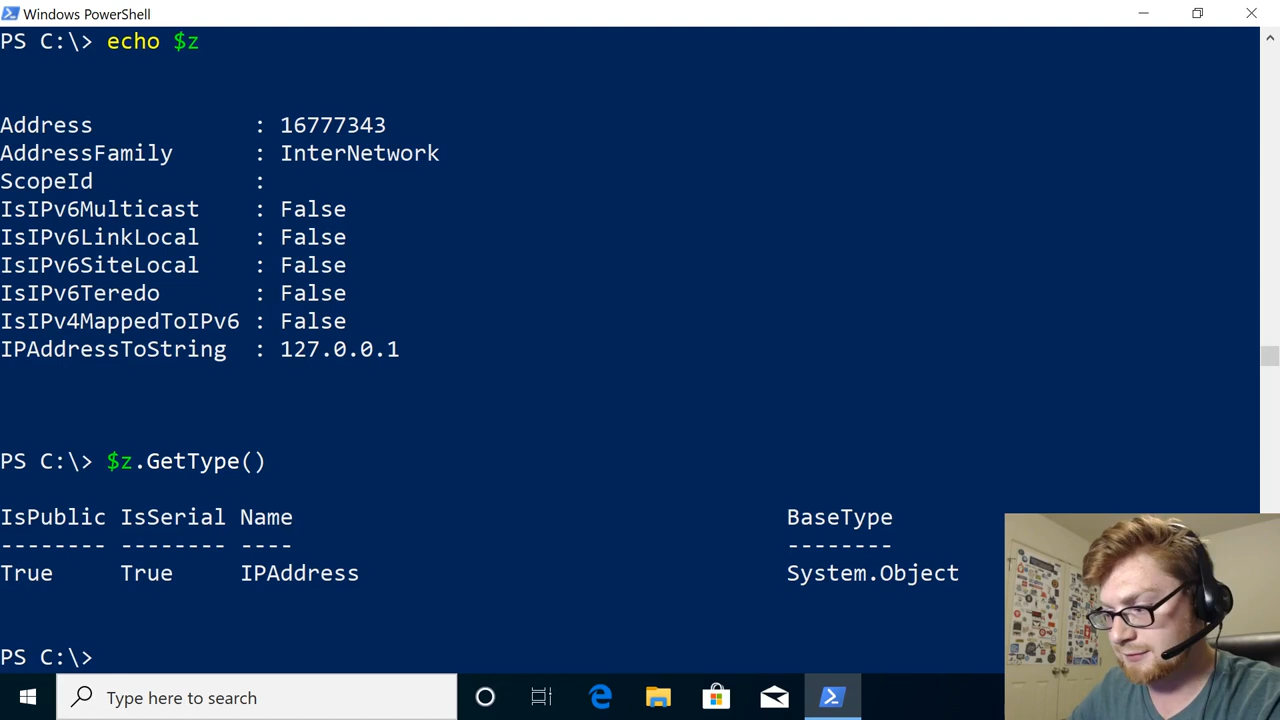 Windows PowerShell
PS C:\> echo $z
Address : 16777343
AddressFamily : InterNetwork
ScopeId :
IsIPv6Multicast : False
IsIPv6LinkLocal : False
IsIPv6SiteLocal : False
IsIPv6Teredo : False
IsIPv4MappedToIPv6 : False
IPAddressToString : 127.0.0.1
PS C:\> $z.GetType()
IsPublic IsSerial Name BaseType
-------- -------- ---- --------
True True IPAddress System.Object
PS C:\>
Type here to search